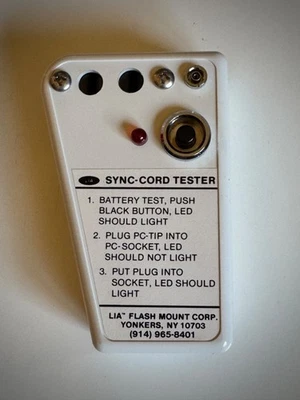 LIA SYNC-CORD TESTER
1. BATTERY TEST, PUSH
BLACK BUTTON, LED
SHOULD LIGHT
2. PLUG PC-TIP INTO
PC-SOCKET, LED
SHOULD NOT LIGHT
3. PUT PLUG INTO
SOCKET, LED SHOULD
LIGHT
LIA™ FLASH MOUNT CORP.
YONKERS, NY 10703
(914) 965-8401